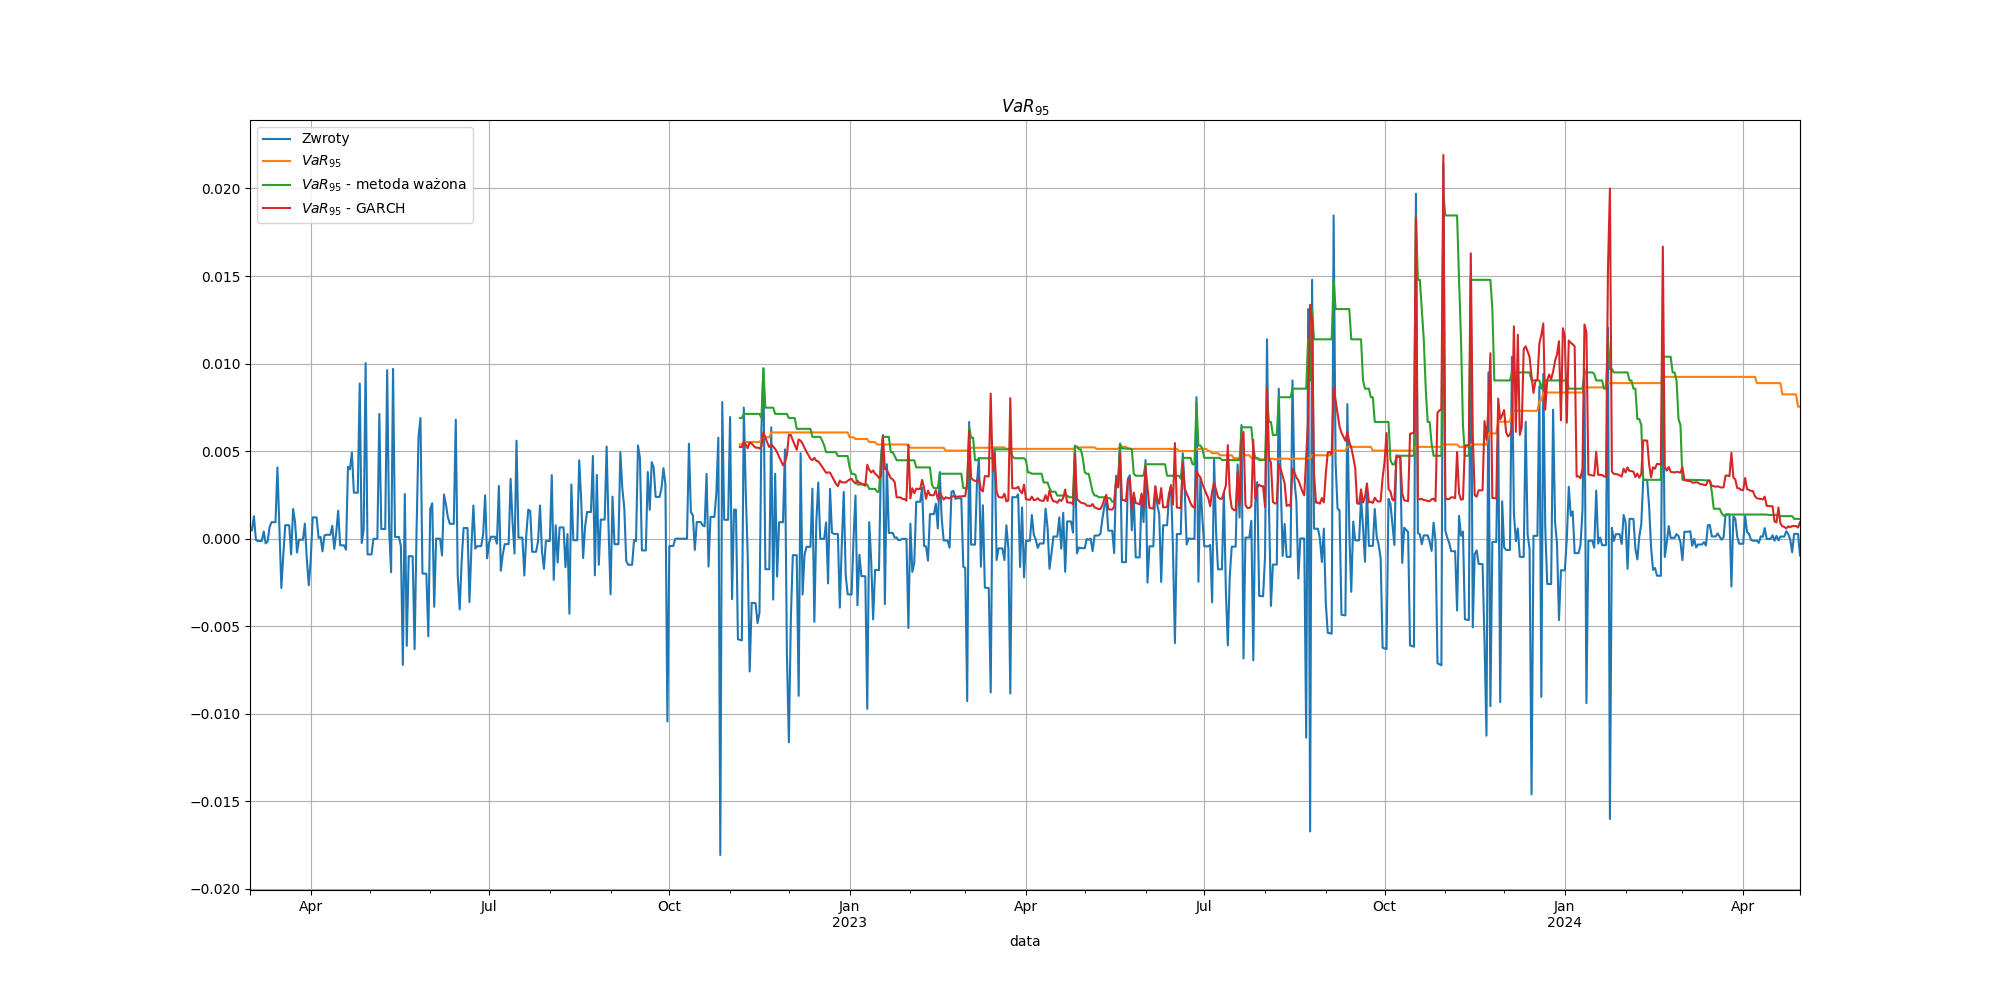 VaR95
Zwroty
VaR95
VaR95 - metoda ważona
VaR95 - GARCH
0.020
0.015
0.010
0.005
0.000
−0.005
−0.010
−0.015
−0.020
Apr Jul Oct Jan Apr Jul Oct Jan Apr
2023 2024
data